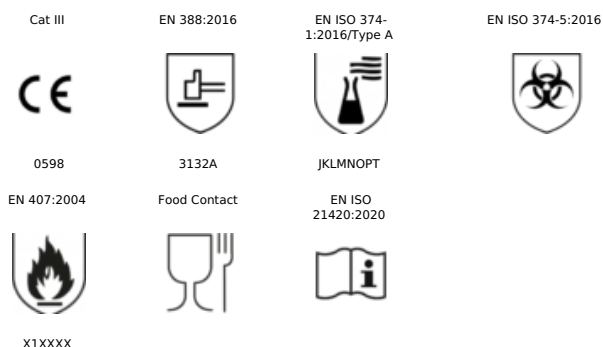 Cat III
EN 388:2016
EN ISO 374-
1:2016/Type A
EN ISO 374-5:2016
CE
0598
3132A
JKLMNOPT
EN 407:2004
Food Contact
EN ISO
21420:2020
i
X1XXXX